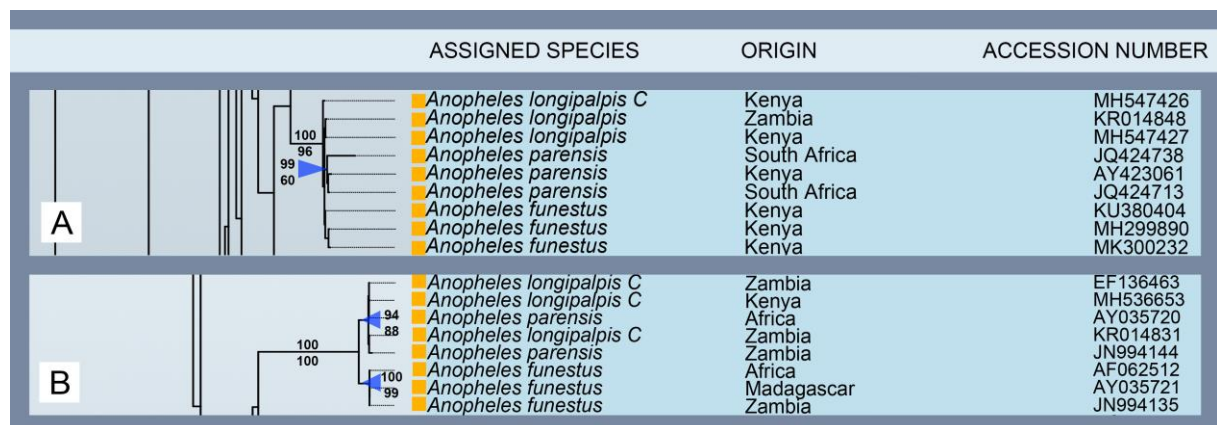 ASSIGNED SPECIES ORIGIN ACCESSION NUMBER
Anopheles longipalpis C Kenya MH547426
Anopheles longipalpis Zambia KR014848
100 Anopheles longipalpis Kenya MH547427
96 Anopheles parensis South Africa JQ424738
99 Anopheles parensis Kenya AY423061
60 Anopheles parensis South Africa JQ424713
A Anopheles funestus Kenya KU380404
Anopheles funestus Kenya MH299890
Anopheles funestus Kenya MK300232
Anopheles longipalpis C Zambia EF136463
Anopheles longipalpis C Kenya MH536653
94 Anopheles parensis Africa AY035720
88 Anopheles longipalpis C Zambia KR014831
100 Anopheles parensis Zambia JN994144
100 Anopheles funestus Africa AF062512
B 100 Anopheles funestus Madagascar AY035721
99 Anopheles funestus Zambia JN994135